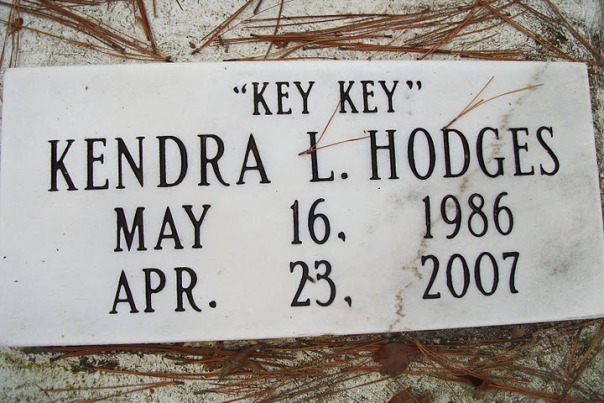 “KEY KEY”
KENDRA L. HODGES
MAY 16, 1986
APR. 23, 2007